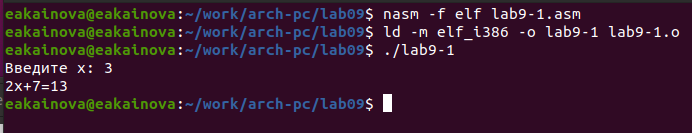 eakainova@eakainova:~/work/arch-pc/lab09$ nasm -f elf lab9-1.asm
eakainova@eakainova:~/work/arch-pc/lab09$ ld -m elf_i386 -o lab9-1 lab9-1.o
eakainova@eakainova:~/work/arch-pc/lab09$ ./lab9-1
Введите x: 3
2x+7=13
eakainova@eakainova:~/work/arch-pc/lab09$